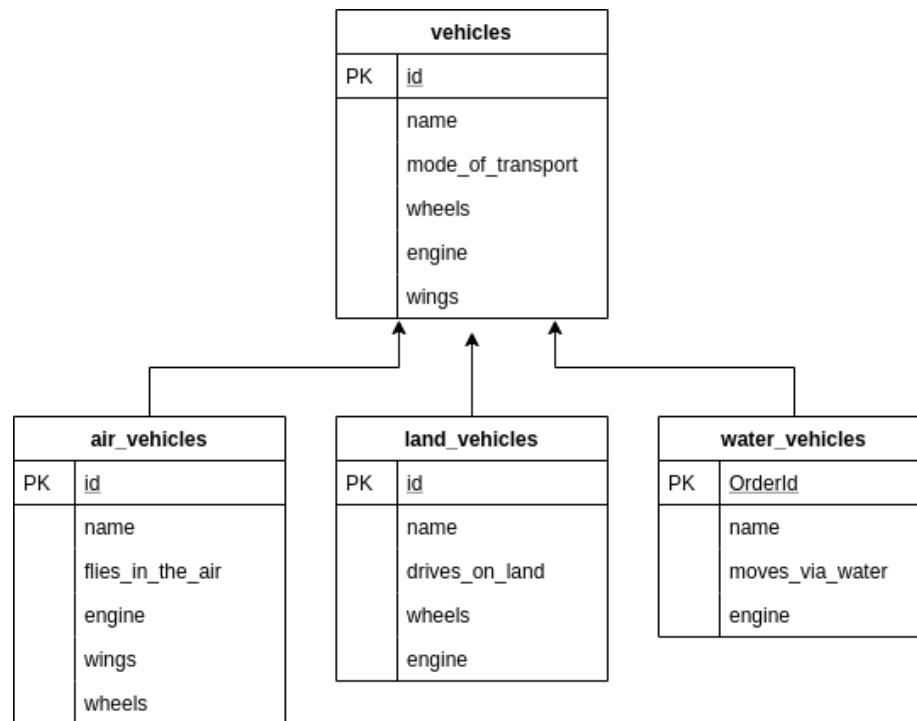 vehicles
PK id
name
mode_of_transport
wheels
engine
wings
air_vehicles
PK id
name
flies_in_the_air
engine
wings
wheels
land_vehicles
PK id
name
drives_on_land
wheels
engine
water_vehicles
PK OrderId
name
moves_via_water
engine